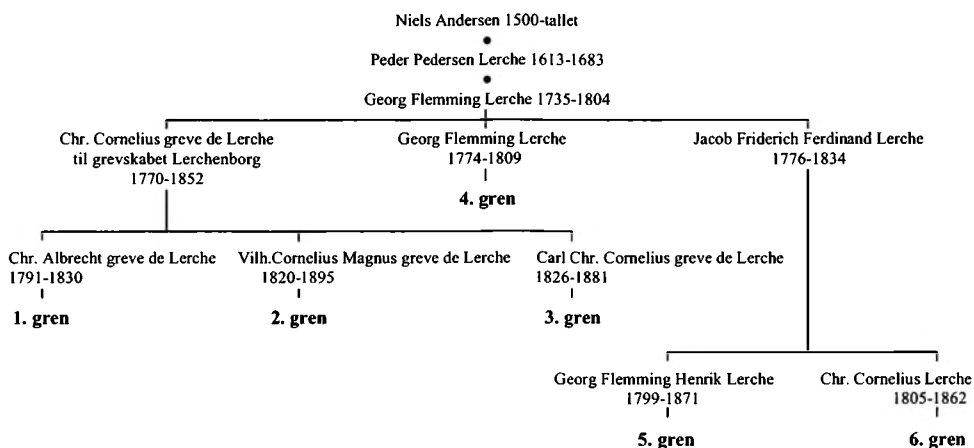 Niels Andersen 1500-tallet
Peder Pedersen Lerche 1613-1683
Georg Flemming Lerche 1735-1804
Chr. Cornelius greve de Lerche
til grevskabet Lerchenborg
1770-1852
Georg Flemming Lerche
1774-1809
4. gren
Jacob Friderich Ferdinand Lerche
1776-1834
Chr. Albrecht greve de Lerche
1791-1830
1. gren
Vilh.Cornelius Magnus greve de Lerche
1820-1895
2. gren
Carl Chr. Cornelius greve de Lerche
1826-1881
3. gren
Georg Flemming Henrik Lerche
1799-1871
5. gren
Chr. Cornelius Lerche
1805-1862
6. gren